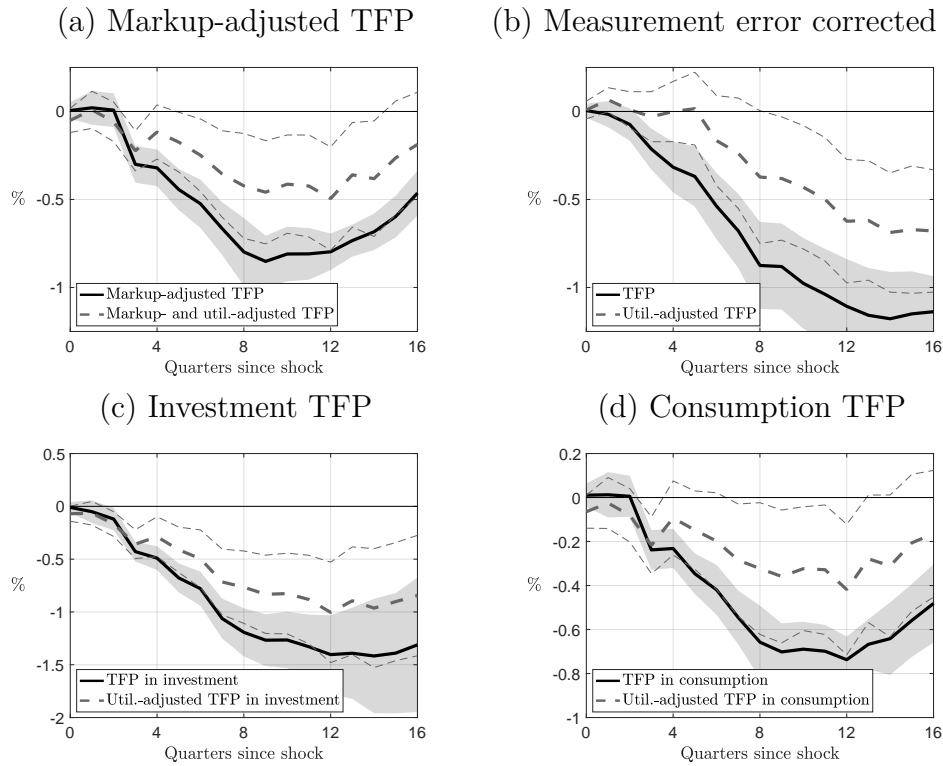 (a) Markup-adjusted TFP
0
-0.5
-1
%
0 4 8 12 16
Quarters since shock
Markup-adjusted TFP
Markup- and util.-adjusted TFP
(b) Measurement error corrected
0
-0.5
-1
%
0 4 8 12 16
Quarters since shock
TFP
Util.-adjusted TFP
(c) Investment TFP
0.5
0
-0.5
-1
-1.5
-2
%
0 4 8 12 16
Quarters since shock
TFP in investment
Util.-adjusted TFP in investment
(d) Consumption TFP
0.2
0
-0.2
-0.4
-0.6
-0.8
-1
%
0 4 8 12 16
Quarters since shock
TFP in consumption
Util.-adjusted TFP in consumption